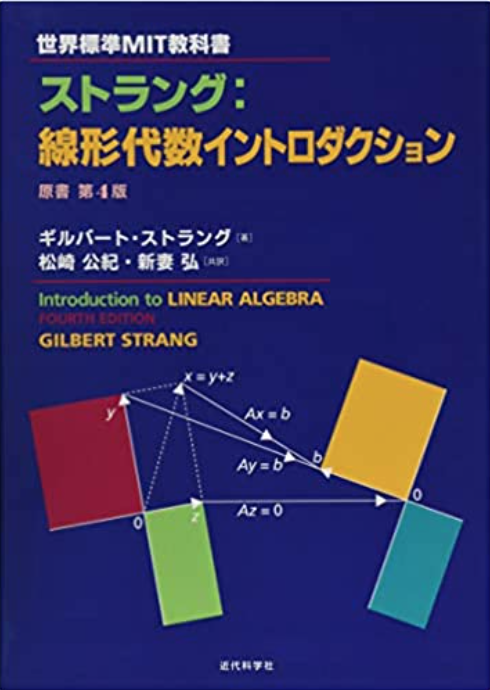 世界標準MIT教科書
ストラング：
線形代数イントロダクション
原書 第4版
ギルバート・ストラング［著］
松崎 公紀・新妻 弘［共訳］
Introduction to LINEAR ALGEBRA
FOURTH EDITION
GILBERT STRANG
x = y+z
y
Ax = b
Ay = b
b
0
z
Az = 0
0
近代科学社